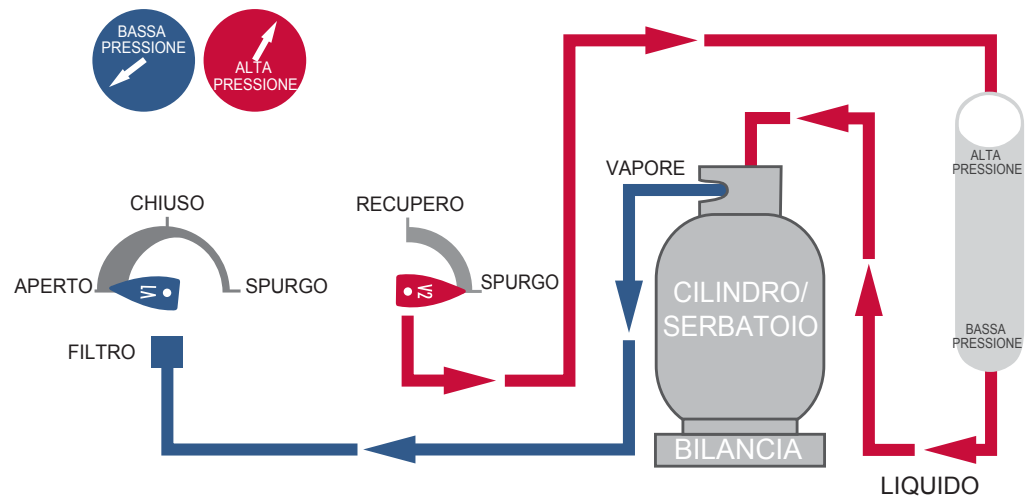 BASSA
PRESSIONE
ALTA
PRESSIONE
VAPORE
ALTA
PRESSIONE
CHIUSO
RECUPERO
APERTO
V1
SPURGO
V2
SPURGO
CILINDRO/
SERBATOIO
FILTRO
BASSA
PRESSIONE
BILANCIA
LIQUIDO